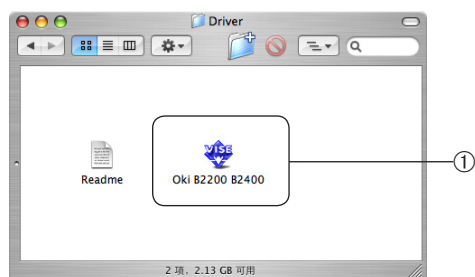 Driver
VISE
Readme
Oki B2200 B2400
①
2 项, 2.13 GB 可用